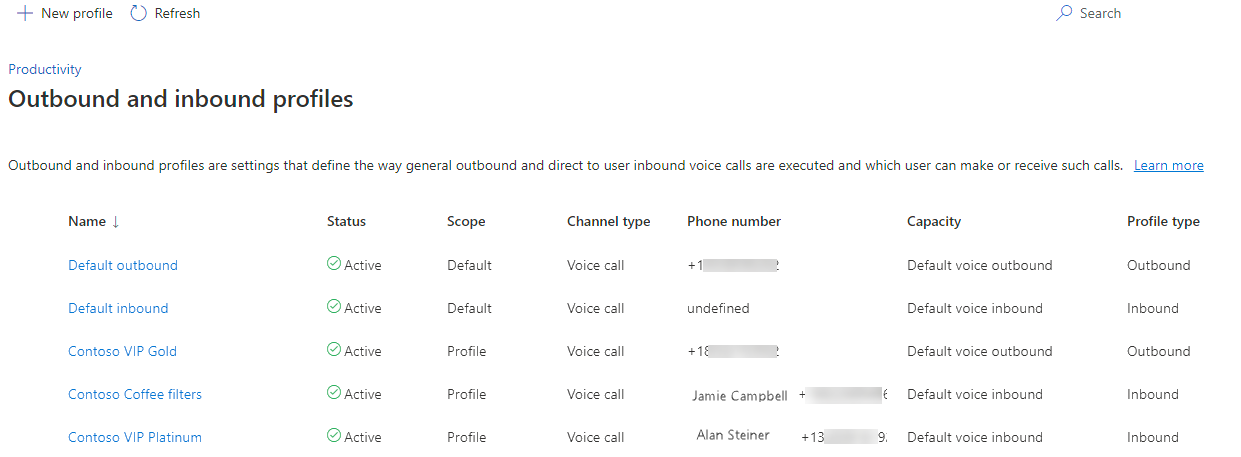 New profile Refresh Search
Productivity
Outbound and inbound profiles
Outbound and inbound profiles are settings that define the way general outbound and direct to user inbound voice calls are executed and which user can make or receive such calls. Learn more
Name ↓ Status Scope Channel type Phone number Capacity Profile type
Default outbound Active Default Voice call +1 Default voice outbound Outbound
Default inbound Active Default Voice call undefined Default voice inbound Inbound
Contoso VIP Gold Active Profile Voice call +18 Default voice outbound Outbound
Contoso Coffee filters Active Profile Voice call Jamie Campbell + Default voice inbound Inbound
Contoso VIP Platinum Active Profile Voice call Alan Steiner +13 Default voice inbound Inbound